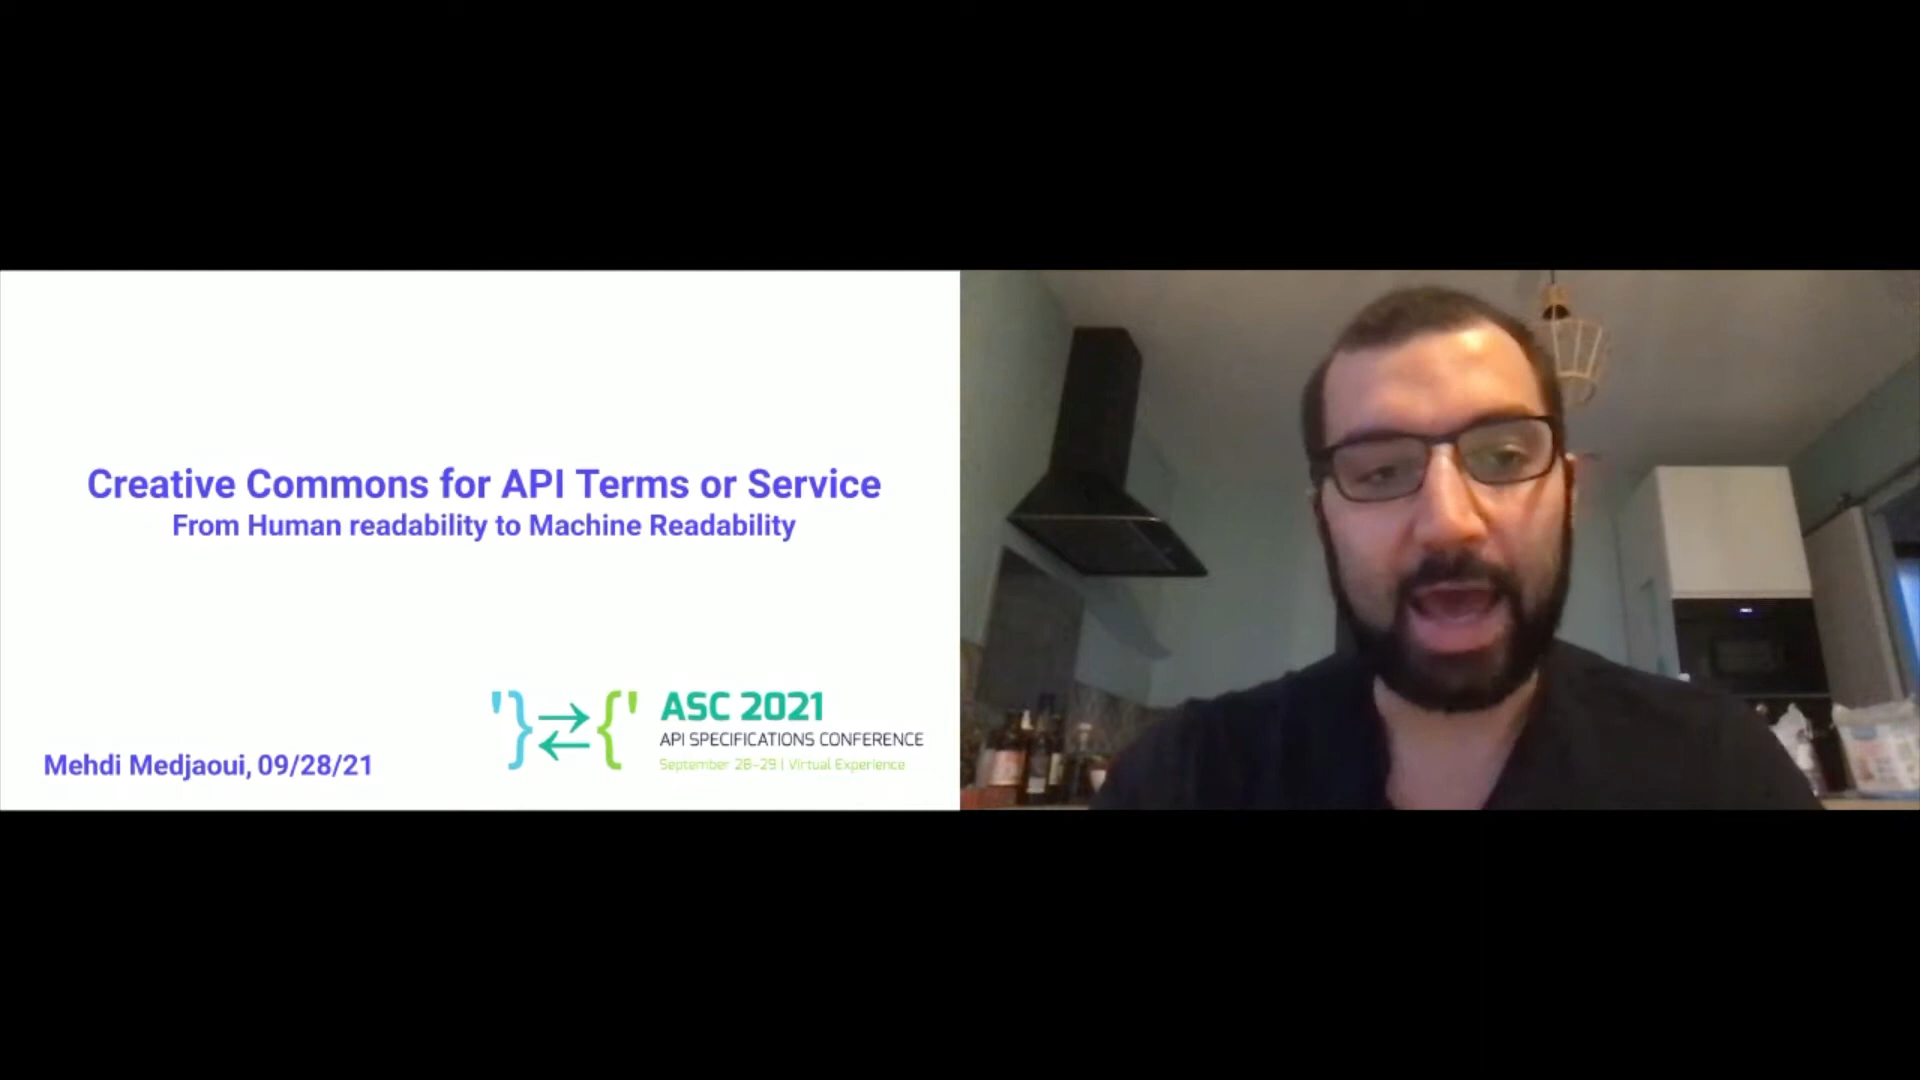 Creative Commons for API Terms or Service
From Human readability to Machine Readability
Mehdi Medjaoui, 09/28/21
'}⇄{' ASC 2021
API SPECIFICATIONS CONFERENCE
September 28-29 | Virtual Experience